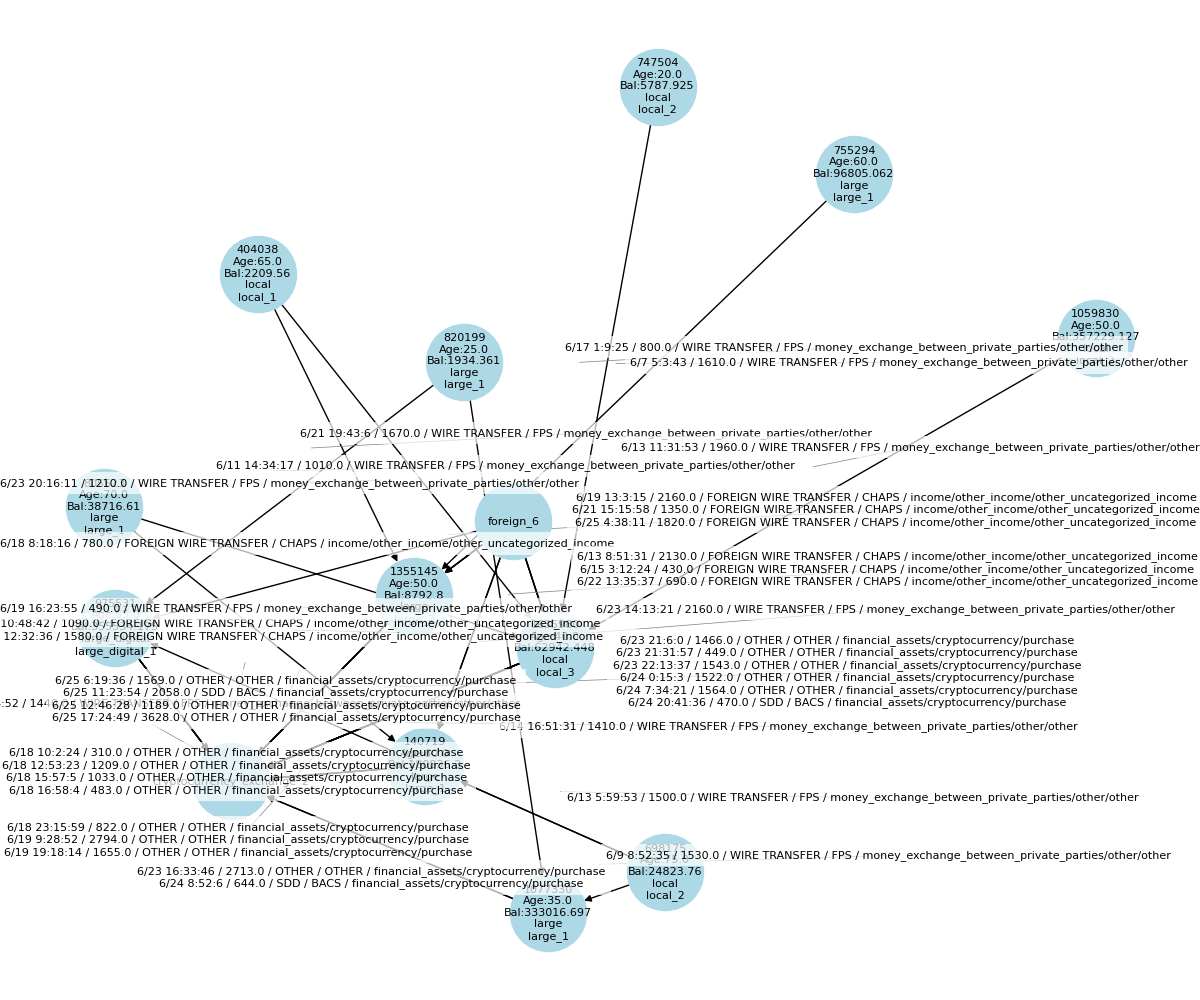 747504
Age:20.0
Bal:5787.925
local
local_2
755294
Age:60.0
Bal:96805.062
large
large_1
404038
Age:65.0
Bal:2209.56
local
local_1
1059830
Age:50.0
Bal:357229.127
820199
Age:25.0
Bal:1934.361
large
large_1
6/17 1:9:25 / 800.0 / WIRE TRANSFER / FPS / money_exchange_between_private_parties/other/other
6/7 5:3:43 / 1610.0 / WIRE TRANSFER / FPS / money_exchange_between_private_parties/other/other
6/21 19:43:6 / 1670.0 / WIRE TRANSFER / FPS / money_exchange_between_private_parties/other/other
6/13 11:31:53 / 1960.0 / WIRE TRANSFER / FPS / money_exchange_between_private_parties/other/other
6/11 14:34:17 / 1010.0 / WIRE TRANSFER / FPS / money_exchange_between_private_parties/other/other
6/23 20:16:11 / 1210.0 / WIRE TRANSFER / FPS / money_exchange_between_private_parties/other/other
Age:70.0
Bal:38716.61
large
large_1
6/19 13:3:15 / 2160.0 / FOREIGN WIRE TRANSFER / CHAPS / income/other_income/other_uncategorized_income
6/21 15:15:58 / 1350.0 / FOREIGN WIRE TRANSFER / CHAPS / income/other_income/other_uncategorized_income
6/25 4:38:11 / 1820.0 / FOREIGN WIRE TRANSFER / CHAPS / income/other_income/other_uncategorized_income
foreign_6
6/18 8:18:16 / 780.0 / FOREIGN WIRE TRANSFER / CHAPS / income/other_income/other_uncategorized_income
6/13 8:51:31 / 2130.0 / FOREIGN WIRE TRANSFER / CHAPS / income/other_income/other_uncategorized_income
6/15 3:12:24 / 430.0 / FOREIGN WIRE TRANSFER / CHAPS / income/other_income/other_uncategorized_income
6/22 13:35:37 / 690.0 / FOREIGN WIRE TRANSFER / CHAPS / income/other_income/other_uncategorized_income
1355145
Age:50.0
Bal:8792.8
6/19 16:23:55 / 490.0 / WIRE TRANSFER / FPS / money_exchange_between_private_parties/other/other
6/23 14:13:21 / 2160.0 / WIRE TRANSFER / FPS / money_exchange_between_private_parties/other/other
10:48:42 / 1090.0 / FOREIGN WIRE TRANSFER / CHAPS / income/other_income/other_uncategorized_income
12:32:36 / 1580.0 / FOREIGN WIRE TRANSFER / CHAPS / income/other_income/other_uncategorized_income
large_digital_1
Bal:62942.448
local
local_3
6/23 21:6:0 / 1466.0 / OTHER / OTHER / financial_assets/cryptocurrency/purchase
6/23 21:31:57 / 449.0 / OTHER / OTHER / financial_assets/cryptocurrency/purchase
6/23 22:13:37 / 1543.0 / OTHER / OTHER / financial_assets/cryptocurrency/purchase
6/24 0:15:3 / 1522.0 / OTHER / OTHER / financial_assets/cryptocurrency/purchase
6/24 7:34:21 / 1564.0 / OTHER / OTHER / financial_assets/cryptocurrency/purchase
6/24 20:41:36 / 470.0 / SDD / BACS / financial_assets/cryptocurrency/purchase
6/25 6:19:36 / 1569.0 / OTHER / OTHER / financial_assets/cryptocurrency/purchase
6/25 11:23:54 / 2058.0 / SDD / BACS / financial_assets/cryptocurrency/purchase
6/25 12:46:28 / 1189.0 / OTHER / OTHER / financial_assets/cryptocurrency/purchase
6/25 17:24:49 / 3628.0 / OTHER / OTHER / financial_assets/cryptocurrency/purchase
6/14 16:51:31 / 1410.0 / WIRE TRANSFER / FPS / money_exchange_between_private_parties/other/other
140719
6/18 10:2:24 / 310.0 / OTHER / OTHER / financial_assets/cryptocurrency/purchase
6/18 12:53:23 / 1209.0 / OTHER / OTHER / financial_assets/cryptocurrency/purchase
6/18 15:57:5 / 1033.0 / OTHER / OTHER / financial_assets/cryptocurrency/purchase
6/18 16:58:4 / 483.0 / OTHER / OTHER / financial_assets/cryptocurrency/purchase
6/13 5:59:53 / 1500.0 / WIRE TRANSFER / FPS / money_exchange_between_private_parties/other/other
6/18 23:15:59 / 822.0 / OTHER / OTHER / financial_assets/cryptocurrency/purchase
6/19 9:28:52 / 2794.0 / OTHER / OTHER / financial_assets/cryptocurrency/purchase
6/19 19:18:14 / 1655.0 / OTHER / OTHER / financial_assets/cryptocurrency/purchase
6/9 8:52:35 / 1530.0 / WIRE TRANSFER / FPS / money_exchange_between_private_parties/other/other
Bal:24823.76
local
local_2
6/23 16:33:46 / 2713.0 / OTHER / OTHER / financial_assets/cryptocurrency/purchase
6/24 8:52:6 / 644.0 / SDD / BACS / financial_assets/cryptocurrency/purchase
1077330
Age:35.0
Bal:333016.697
large
large_1